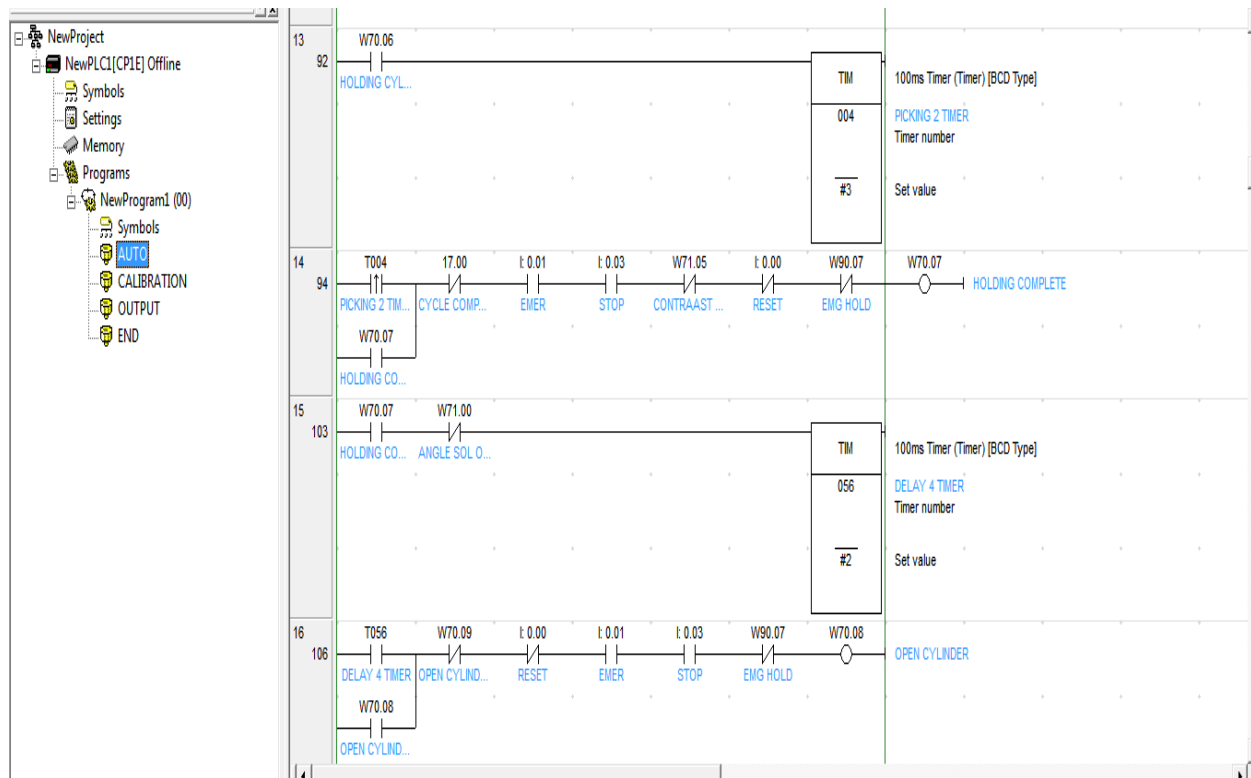 NewProject
NewPLC1[CP1E] Offline
Symbols
Settings
Memory
Programs
NewProgram1 (00)
Symbols
AUTO
CALIBRATION
OUTPUT
END
13
92
W70.06
HOLDING CYL...
TIM
100ms Timer (Timer) [BCD Type]
004
PICKING 2 TIMER
Timer number
#3
Set value
14
94
T004
17.00
I: 0.01
I: 0.03
W71.05
I: 0.00
W90.07
W70.07
HOLDING COMPLETE
PICKING 2 TIM...
CYCLE COMP...
EMER
STOP
CONTRAAST ...
RESET
EMG HOLD
W70.07
HOLDING CO...
15
103
W70.07
W71.00
HOLDING CO...
ANGLE SOL O...
TIM
100ms Timer (Timer) [BCD Type]
056
DELAY 4 TIMER
Timer number
#2
Set value
16
106
T056
W70.09
I: 0.00
I: 0.01
I: 0.03
W90.07
W70.08
OPEN CYLINDER
DELAY 4 TIMER
OPEN CYLIND...
RESET
EMER
STOP
EMG HOLD
W70.08
OPEN CYLIND...